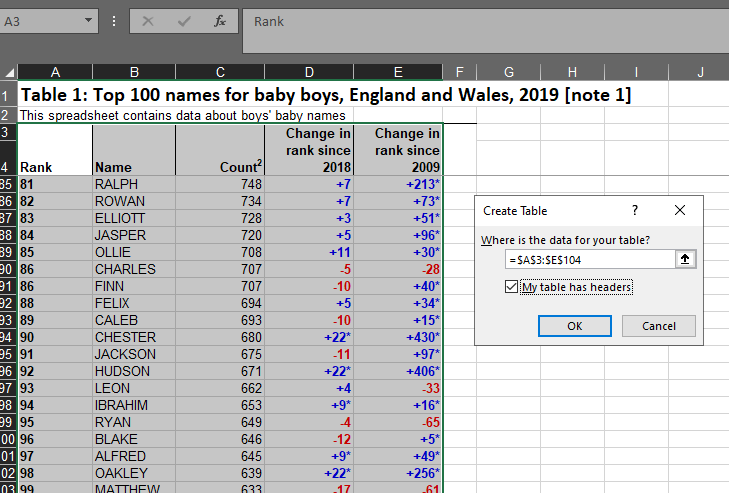 A3 fx Rank
A B C D E F G H I J
1 Table 1: Top 100 names for baby boys, England and Wales, 2019 [note 1]
2 This spreadsheet contains data about boys' baby names
3 Change in Change in
rank since rank since
4 Rank Name Count2 2018 2009
85 81 RALPH 748 +7 +213*
86 82 ROWAN 734 +7 +73*
87 83 ELLIOTT 728 +3 +51*
88 84 JASPER 720 +5 +96*
89 85 OLLIE 708 +11 +30*
90 86 CHARLES 707 -5 -28
91 86 FINN 707 -10 +40*
92 88 FELIX 694 +5 +34*
93 89 CALEB 693 -10 +15*
94 90 CHESTER 680 +22* +430*
95 91 JACKSON 675 -11 +97*
96 92 HUDSON 671 +22* +406*
97 93 LEON 662 +4 -33
98 94 IBRAHIM 653 +9* +16*
99 95 RYAN 649 -4 -65
00 96 BLAKE 646 -12 +5*
01 97 ALFRED 645 +9* +49*
02 98 OAKLEY 639 +22* +256*
03 99 MATTHEW 633 -17 -61
Create Table ? X
Where is the data for your table?
=$A$3:$E$104
My table has headers
OK Cancel